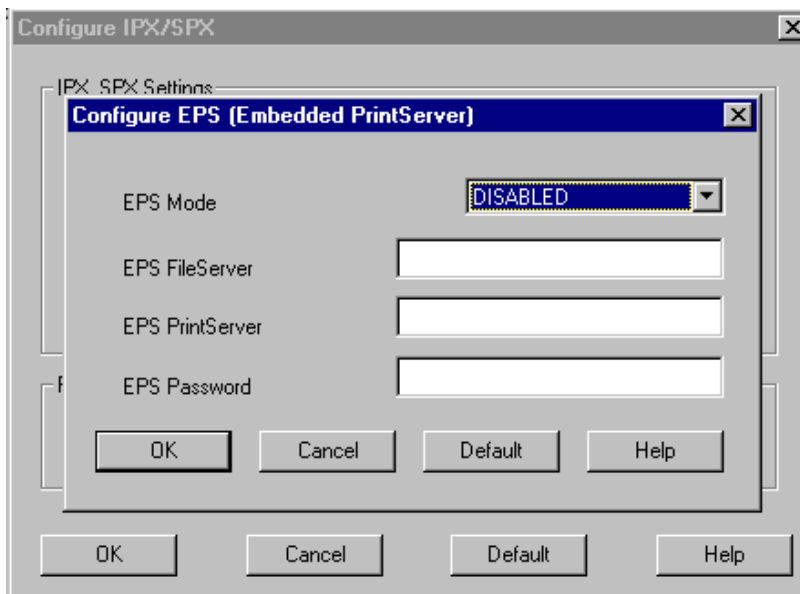 Configure IPX/SPX
IPX, SPX Settings
Configure EPS (Embedded PrintServer)
EPS Mode
DISABLED
EPS FileServer
EPS PrintServer
EPS Password
OK Cancel Default Help
OK Cancel Default Help